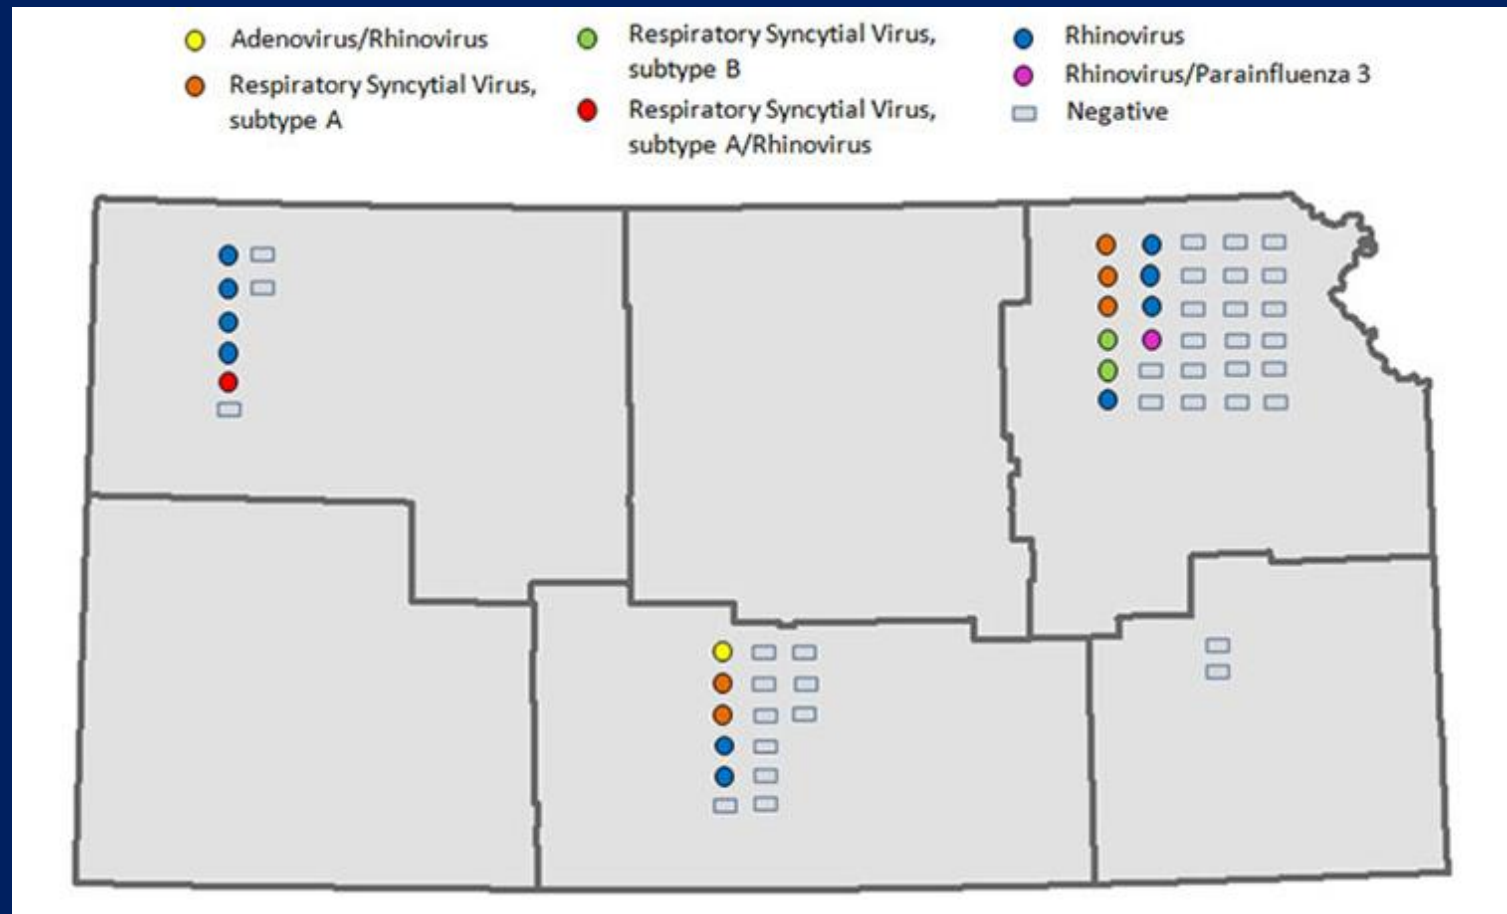 Adenovirus/Rhinovirus
Respiratory Syncytial Virus,
subtype A
Respiratory Syncytial Virus,
subtype B
Respiratory Syncytial Virus,
subtype A/Rhinovirus
Rhinovirus
Rhinovirus/Parainfluenza 3
Negative